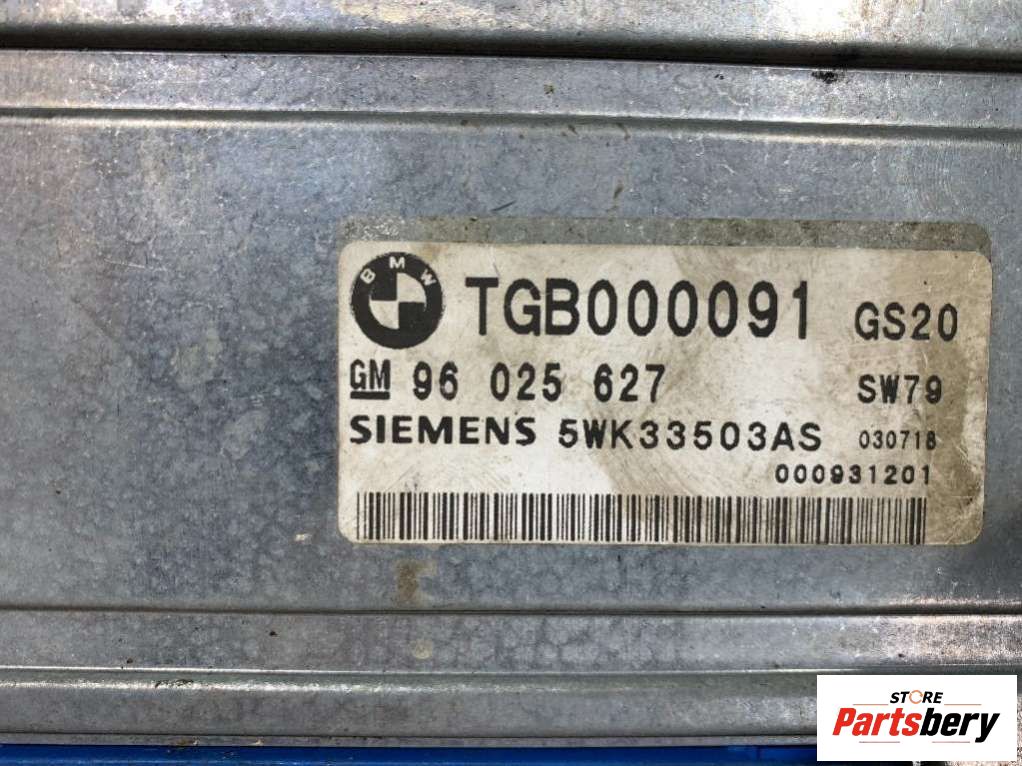 BMW TGB000091 GS20
GM 96 025 627 SW79
SIEMENS 5WK33503AS 030718
000931201
STORE
Partsbery